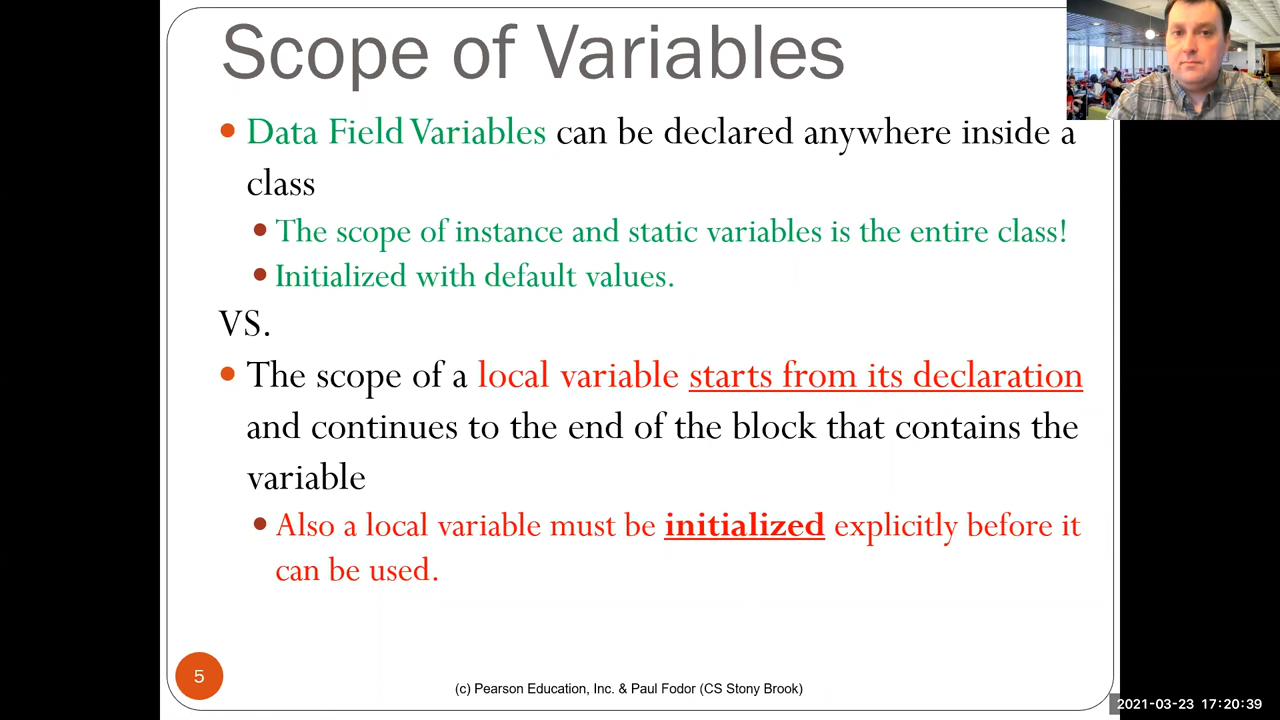 Scope of Variables
• Data Field Variables can be declared anywhere inside a
class
• The scope of instance and static variables is the entire class!
• Initialized with default values.
VS.
• The scope of a local variable starts from its declaration
and continues to the end of the block that contains the
variable
• Also a local variable must be initialized explicitly before it
can be used.
5
(c) Pearson Education, Inc. & Paul Fodor (CS Stony Brook)
2021-03-23 17:20:39